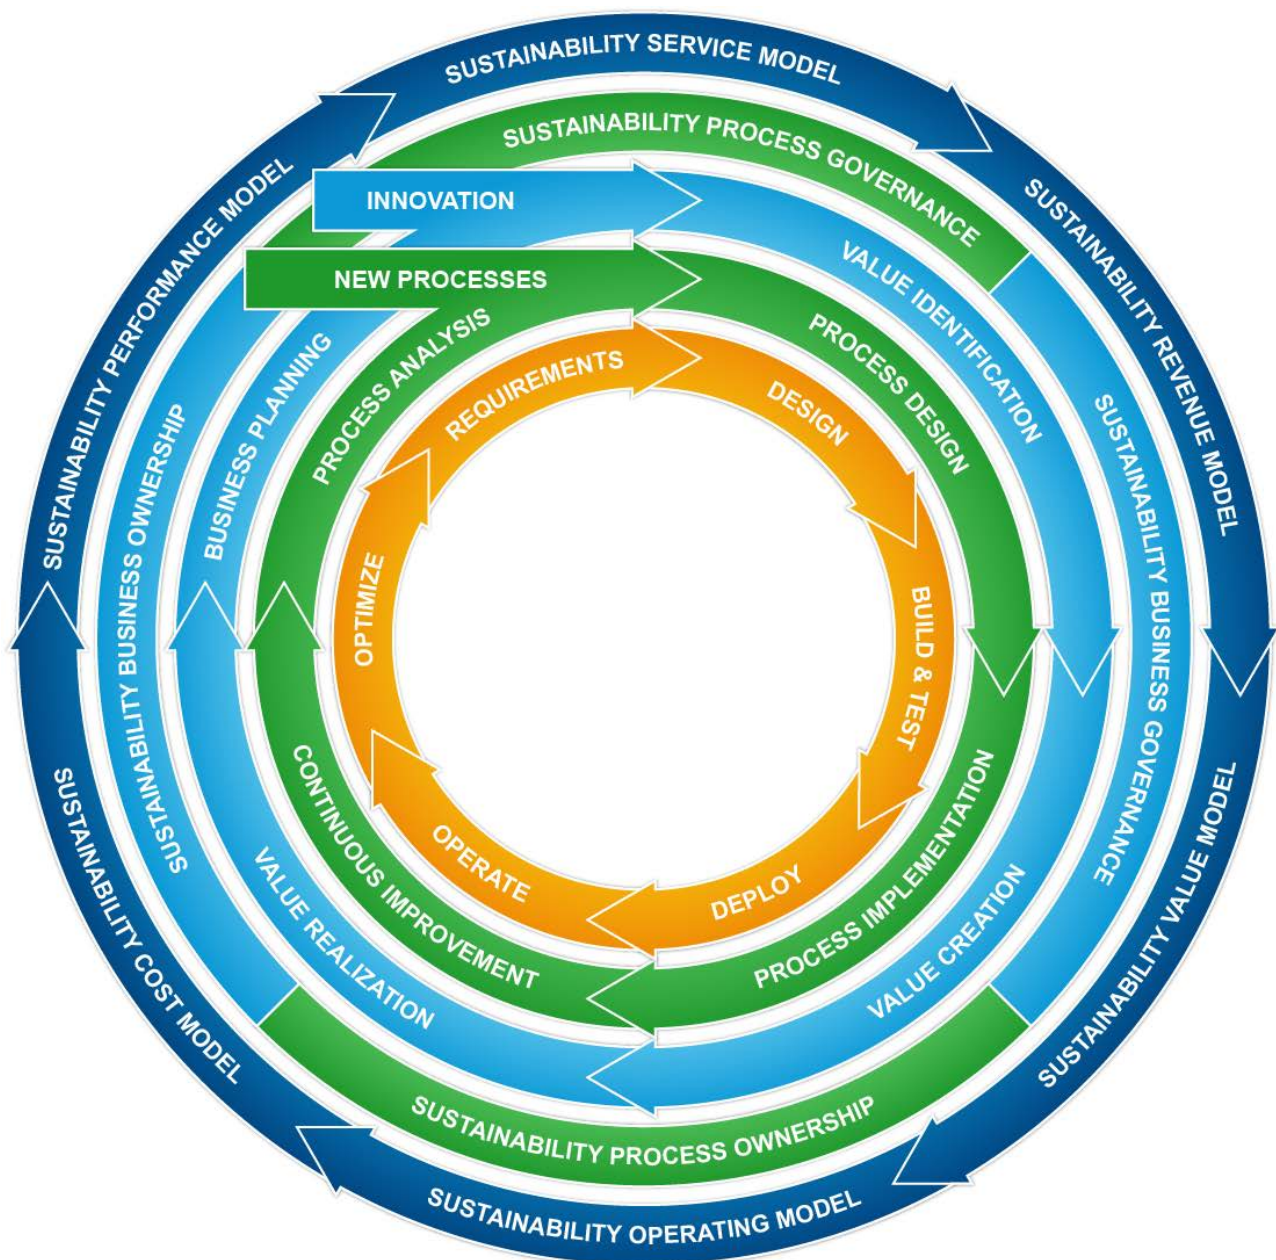 SUSTAINABILITY SERVICE MODEL
SUSTAINABILITY REVENUE MODEL
SUSTAINABILITY VALUE MODEL
SUSTAINABILITY OPERATING MODEL
SUSTAINABILITY COST MODEL
SUSTAINABILITY PERFORMANCE MODEL
SUSTAINABILITY PROCESS GOVERNANCE
SUSTAINABILITY BUSINESS GOVERNANCE
SUSTAINABILITY PROCESS OWNERSHIP
SUSTAINABILITY BUSINESS OWNERSHIP
INNOVATION
VALUE IDENTIFICATION
VALUE CREATION
VALUE REALIZATION
BUSINESS PLANNING
NEW PROCESSES
PROCESS DESIGN
PROCESS IMPLEMENTATION
CONTINUOUS IMPROVEMENT
PROCESS ANALYSIS
REQUIREMENTS
DESIGN
BUILD & TEST
DEPLOY
OPERATE
OPTIMIZE